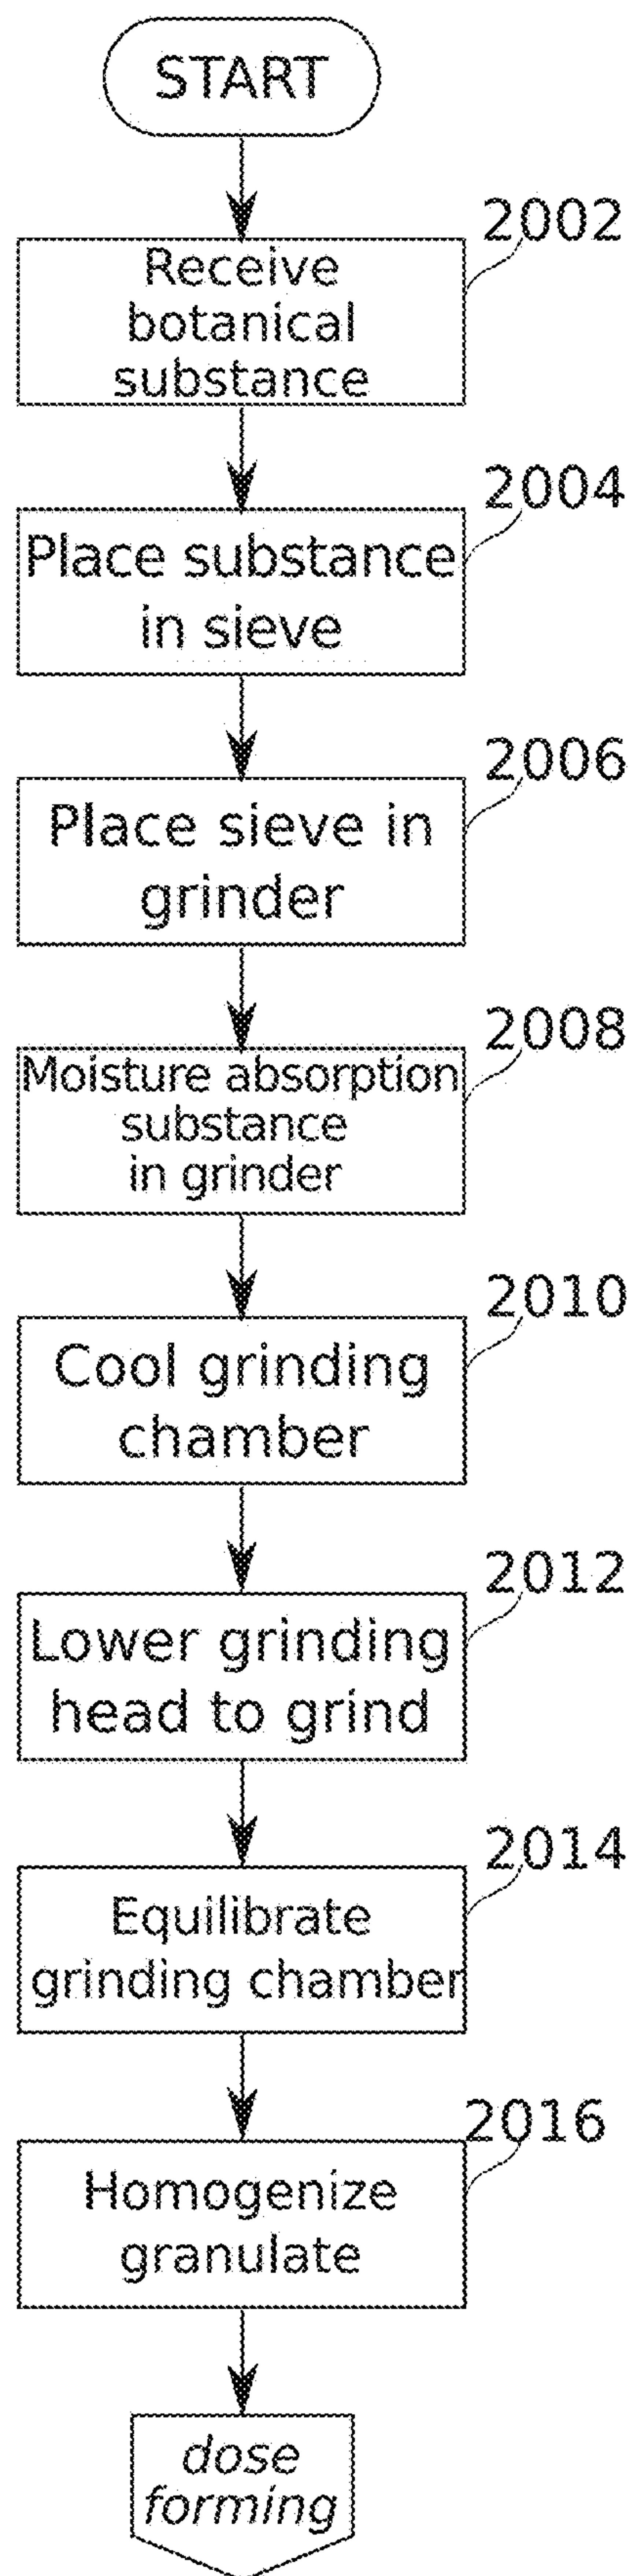 START
2002
Receive
botanical
substance
2004
Place substance
in sieve
2006
Place sieve in
grinder
2008
Moisture absorption
substance
in grinder
2010
Cool grinding
chamber
2012
Lower grinding
head to grind
2014
Equilibrate
grinding chamber
2016
Homogenize
granulate
dose
forming